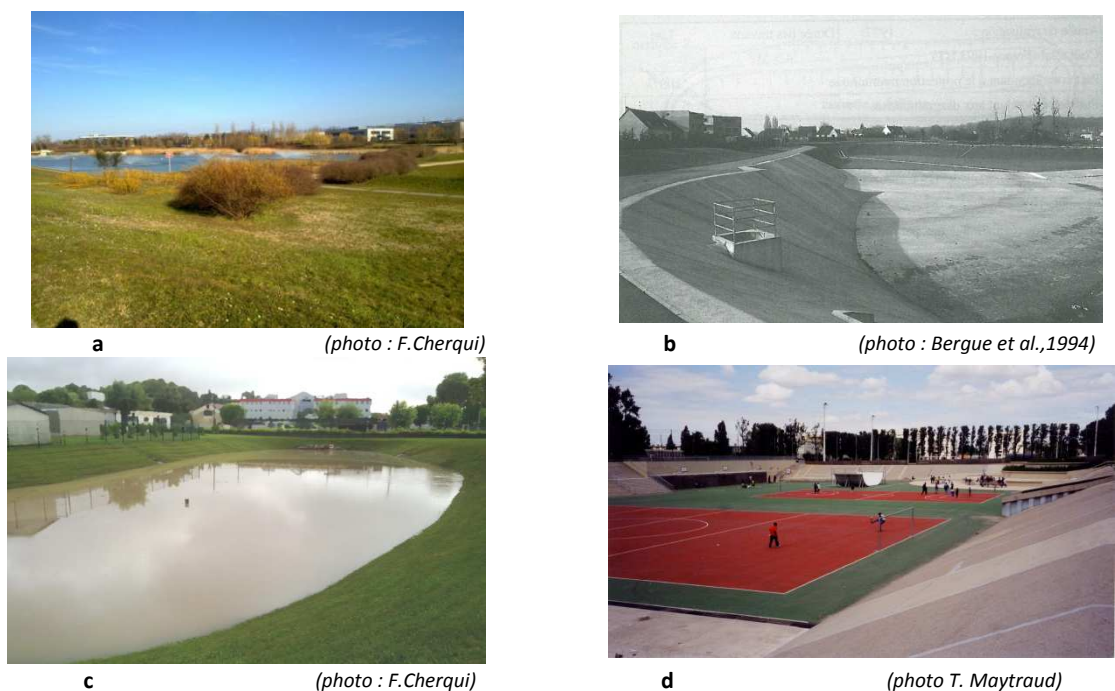 a (photo : F.Cherqui)
b (photo : Bergue et al.,1994)
c (photo : F.Cherqui)
d (photo T. Maytraud)